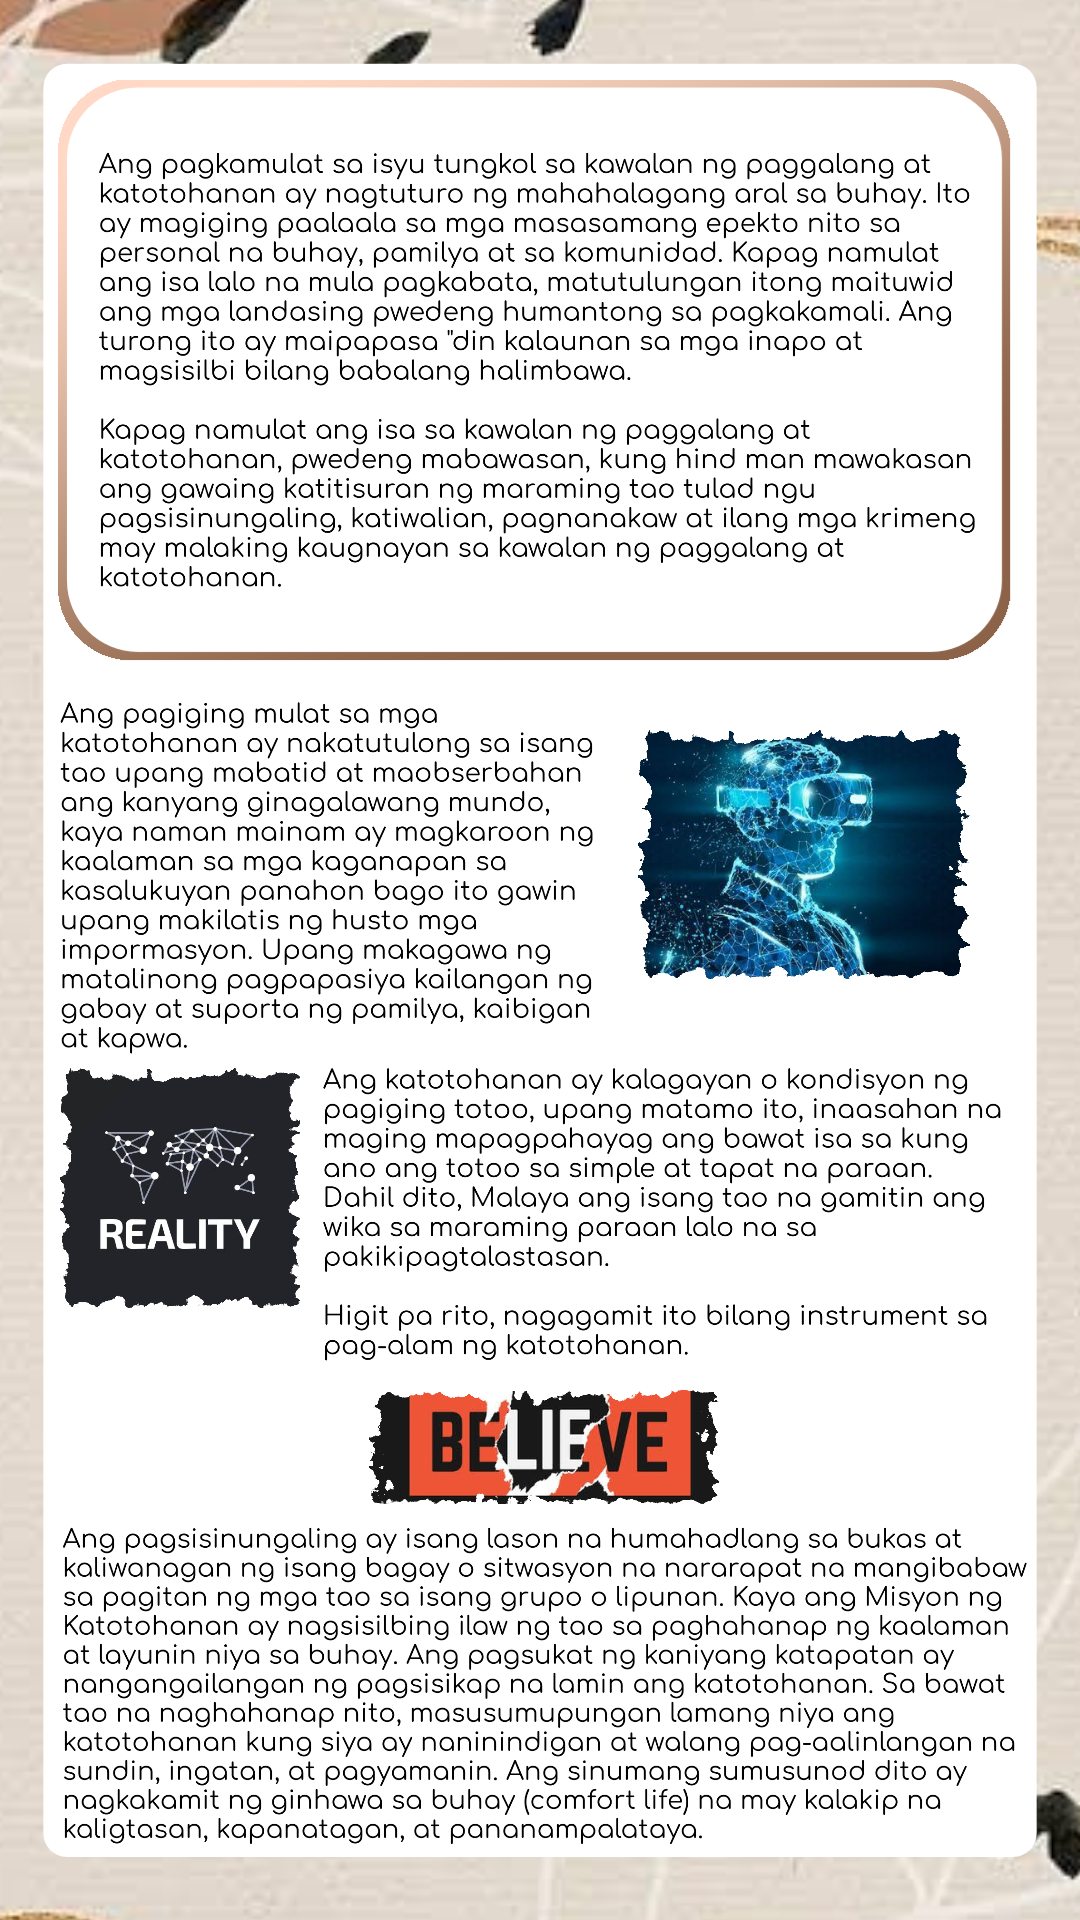 Ang pagkamulat sa isyu tungkol sa kawalan ng paggalang at
katotohanan ay nagtuturo ng mahahalagang aral sa buhay. Ito
ay magiging paalaala sa mga masasamang epekto nito sa
personal na buhay, pamilya at sa komunidad. Kapag namulat
ang isa lalo na mula pagkabata, matutulungan itong maituwid
ang mga landasing pwedeng humantong sa pagkakamali. Ang
turong ito ay maipapasa "din kalaunan sa mga inapo at
magsisilbi bilang babalang halimbawa.
Kapag namulat ang isa sa kawalan ng paggalang at
katotohanan, pwedeng mabawasan, kung hind man mawakasan
ang gawaing katitisuran ng maraming tao tulad ngu
pagsisinungaling, katiwalian, pagnanakaw at ilang mga krimeng
may malaking kaugnayan sa kawalan ng paggalang at
katotohanan.
Ang pagiging mulat sa mga
katotohanan ay nakatutulong sa isang
tao upang mabatid at maobserbahan
ang kanyang ginagalawang mundo,
kaya naman mainam ay magkaroon ng
kaalaman sa mga kaganapan sa
kasalukuyan panahon bago ito gawin
upang makilatis ng husto mga
impormasyon. Upang makagawa ng
matalinong pagpapasiya kailangan ng
gabay at suporta ng pamilya, kaibigan
at kapwa.
REALITY
Ang katotohanan ay kalagayan o kondisyon ng
pagiging totoo, upang matamo ito, inaasahan na
maging mapagpahayag ang bawat isa sa kung
ano ang totoo sa simple at tapat na paraan.
Dahil dito, Malaya ang isang tao na gamitin ang
wika sa maraming paraan lalo na sa
pakikipagtalastasan.
Higit pa rito, nagagamit ito bilang instrument sa
pag-alam ng katotohanan.
BELIEVE
Ang pagsisinungaling ay isang lason na humahadlang sa bukas at
kaliwanagan ng isang bagay o sitwasyon na nararapat na mangibabaw
sa pagitan ng mga tao sa isang grupo o lipunan. Kaya ang Misyon ng
Katotohanan ay nagsisilbing ilaw ng tao sa paghahanap ng kaalaman
at layunin niya sa buhay. Ang pagsukat ng kaniyang katapatan ay
nangangailangan ng pagsisikap na lamin ang katotohanan. Sa bawat
tao na naghahanap nito, masusumupungan lamang niya ang
katotohanan kung siya ay naninindigan at walang pag-aalinlangan na
sundin, ingatan, at pagyamanin. Ang sinumang sumusunod dito ay
nagkakamit ng ginhawa sa buhay (comfort life) na may kalakip na
kaligtasan, kapanatagan, at pananampalataya.